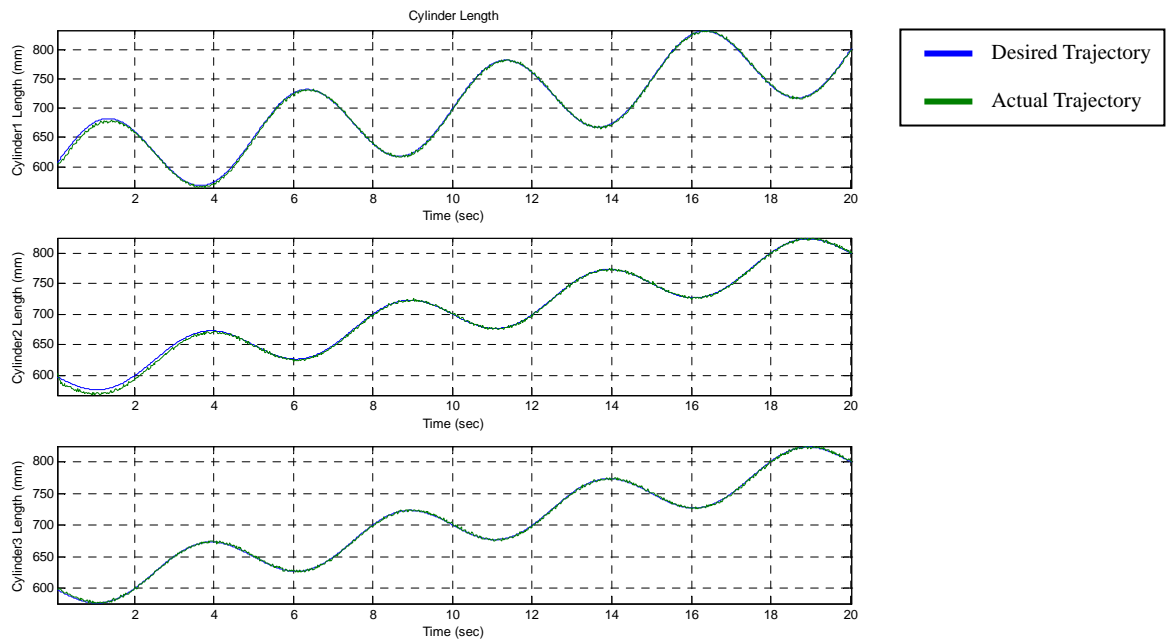 Cylinder Length
Cylinder1 Length (mm)
800
750
700
650
600
2 4 6 8 10 12 14 16 18 20
Time (sec)
Desired Trajectory
Actual Trajectory
Cylinder2 Length (mm)
800
750
700
650
600
2 4 6 8 10 12 14 16 18 20
Time (sec)
Cylinder3 Length (mm)
800
750
700
650
600
2 4 6 8 10 12 14 16 18 20
Time (sec)